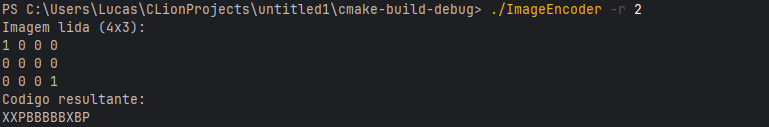 PS C:\Users\Lucas\CLionProjects\untitled1\cmake-build-debug> ./ImageEncoder -r 2
Imagem lida (4x3):
1 0 0 0
0 0 0 0
0 0 0 1
Codigo resultante:
XXPBBBBBXBP